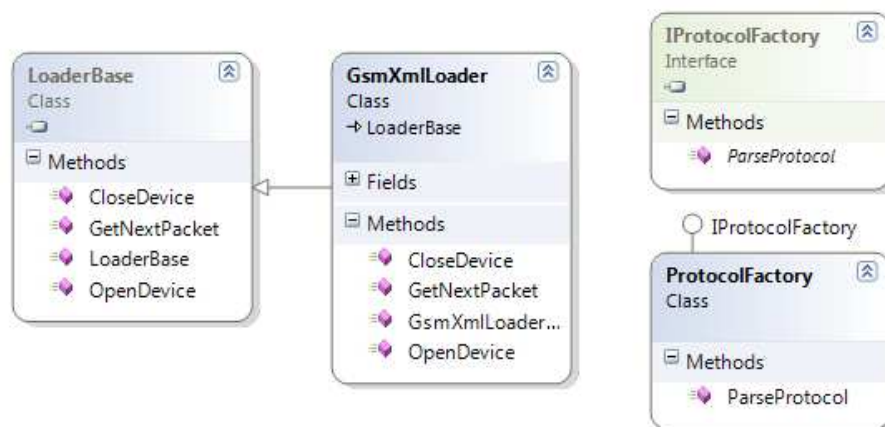 LoaderBase
Class
Methods
CloseDevice
GetNextPacket
LoaderBase
OpenDevice
GsmXmlLoader
Class
LoaderBase
Fields
Methods
CloseDevice
GetNextPacket
GsmXmlLoader...
OpenDevice
IProtocolFactory
Interface
Methods
ParseProtocol
IProtocolFactory
ProtocolFactory
Class
Methods
ParseProtocol